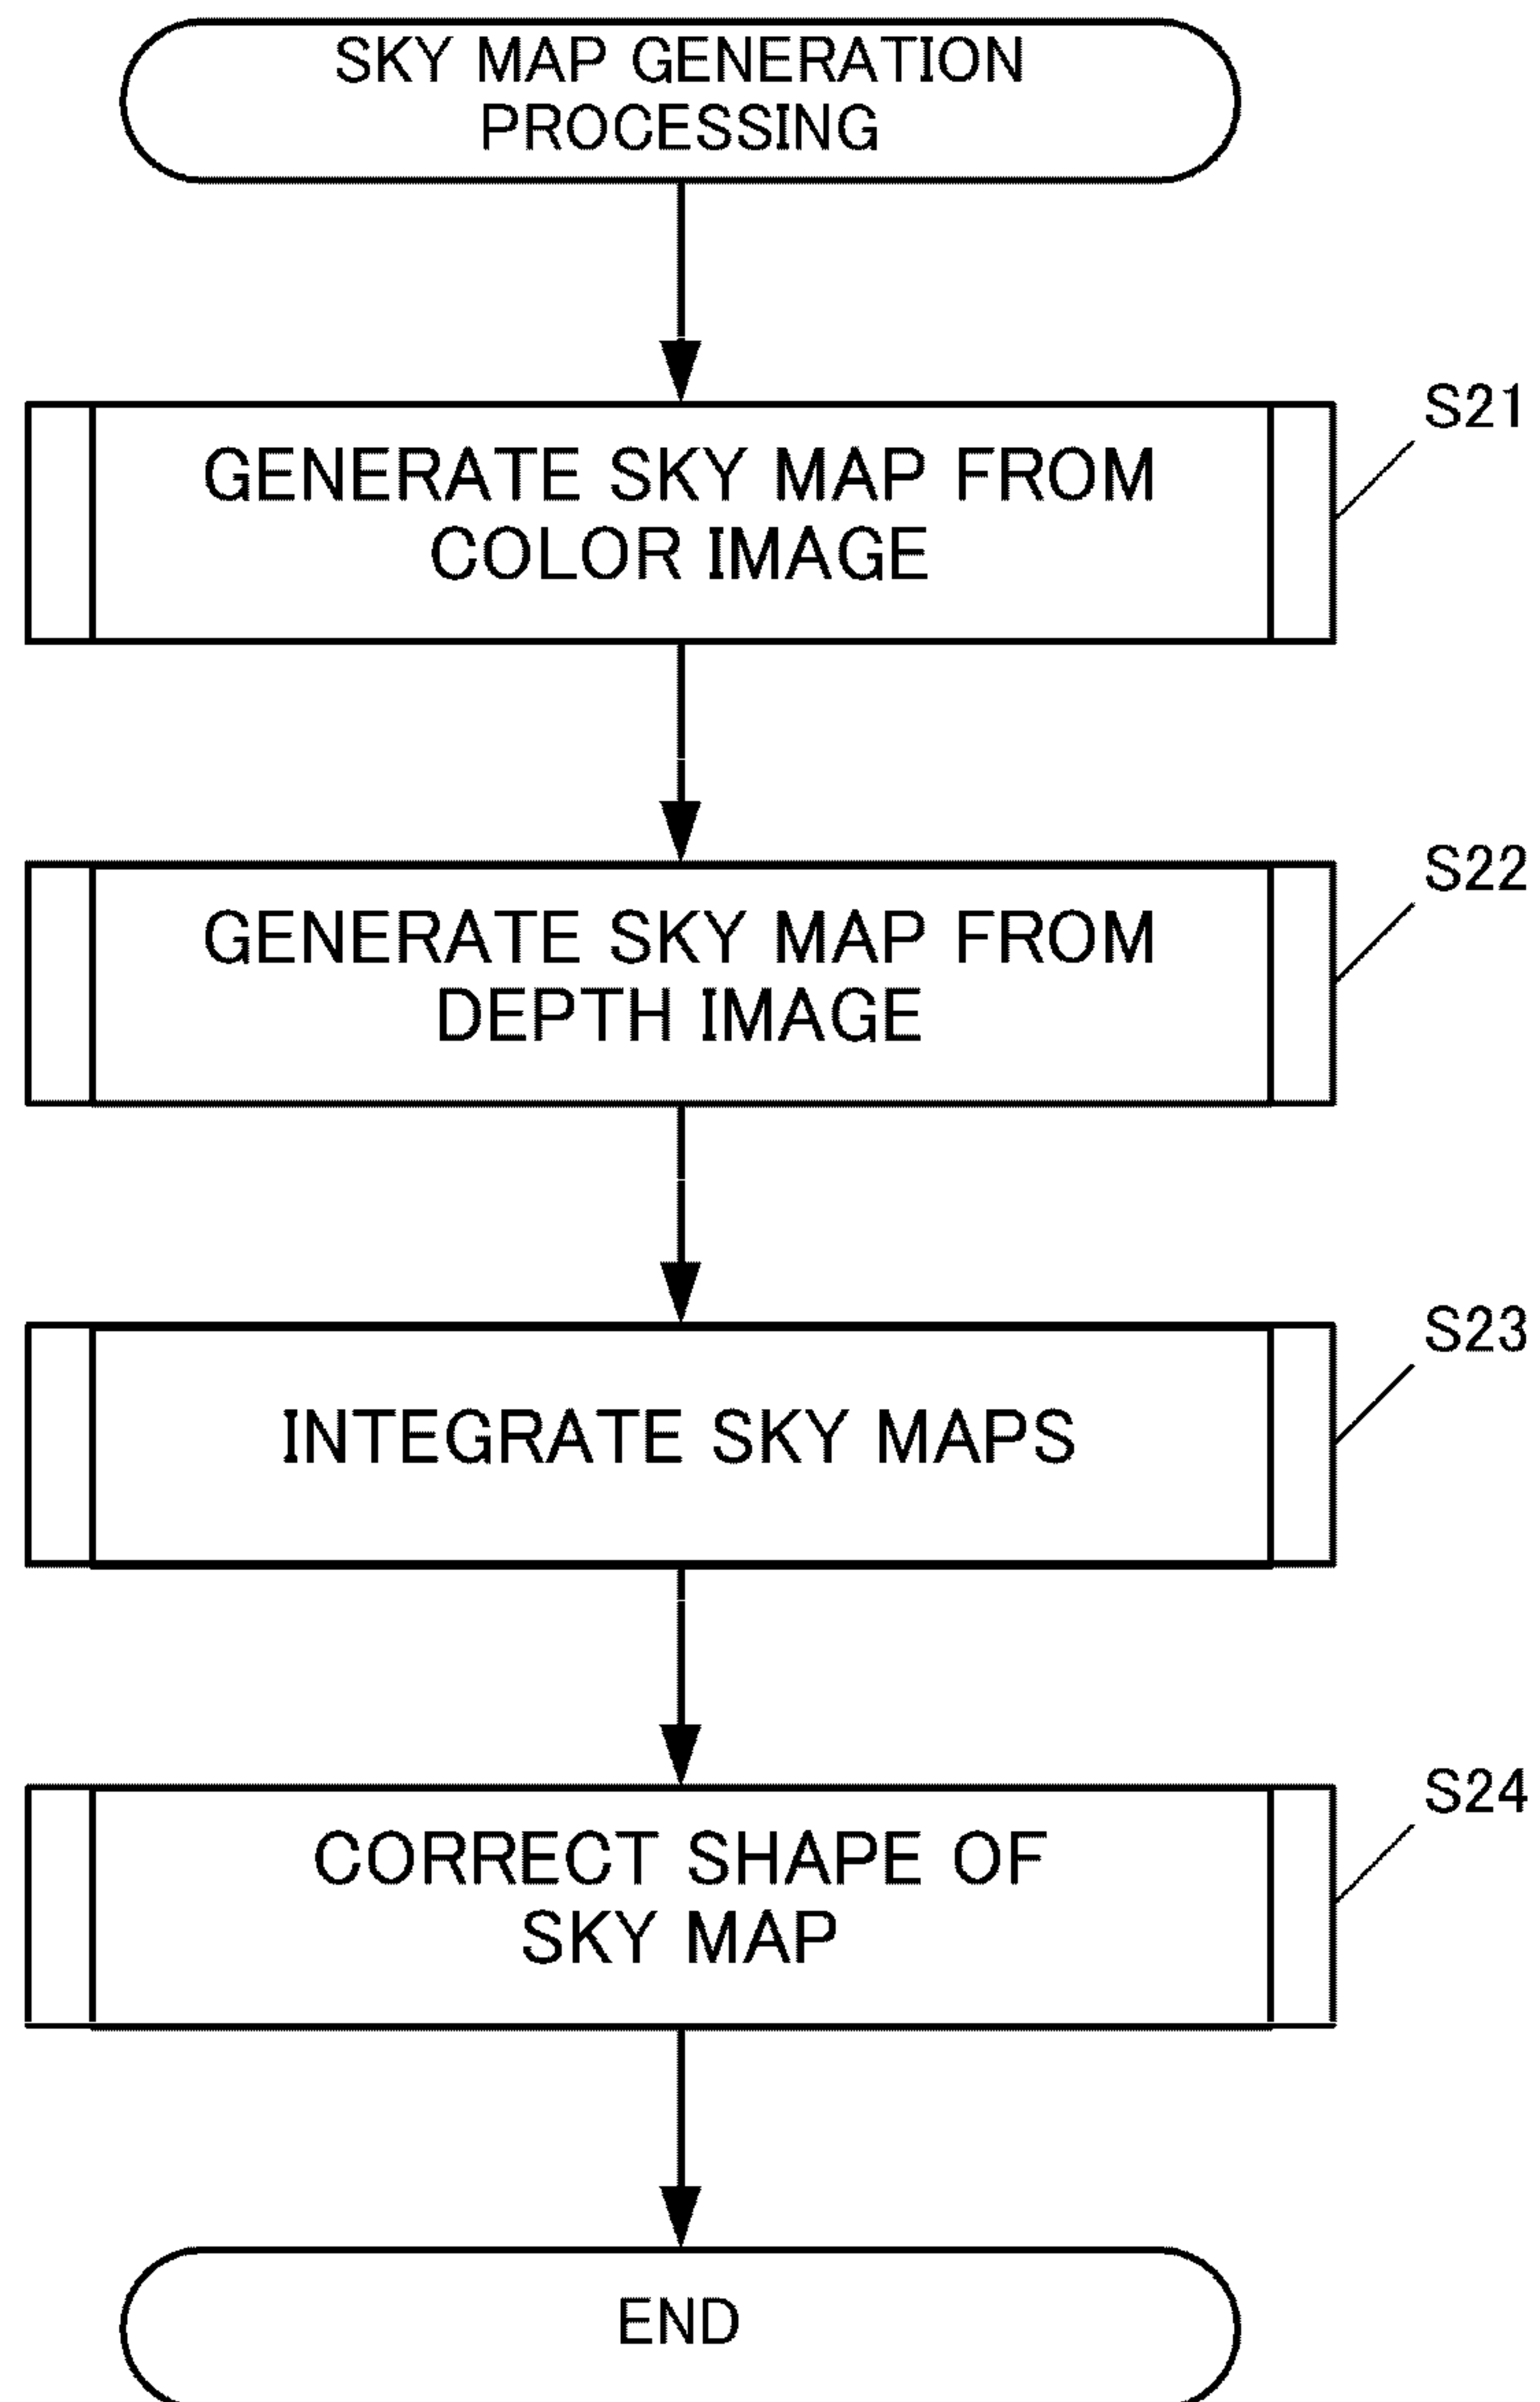 SKY MAP GENERATION
PROCESSING
S21
GENERATE SKY MAP FROM
COLOR IMAGE
S22
GENERATE SKY MAP FROM
DEPTH IMAGE
S23
INTEGRATE SKY MAPS
S24
CORRECT SHAPE OF
SKY MAP
END